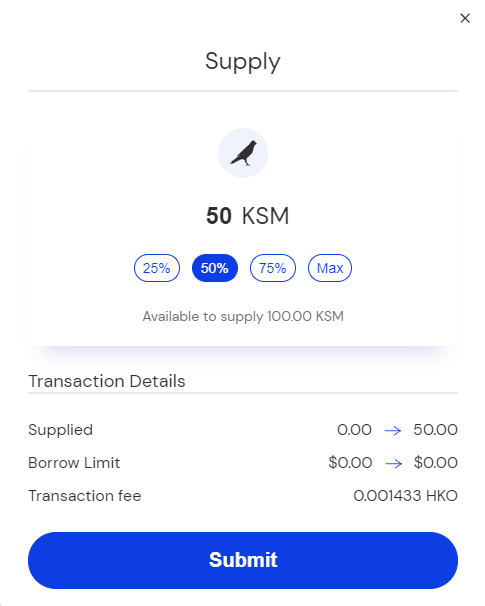 ×
Supply
50 KSM
25% 50% 75% Max
Available to supply 100.00 KSM
Transaction Details
Supplied 0.00 → 50.00
Borrow Limit $0.00 → $0.00
Transaction fee 0.001433 HKO
Submit